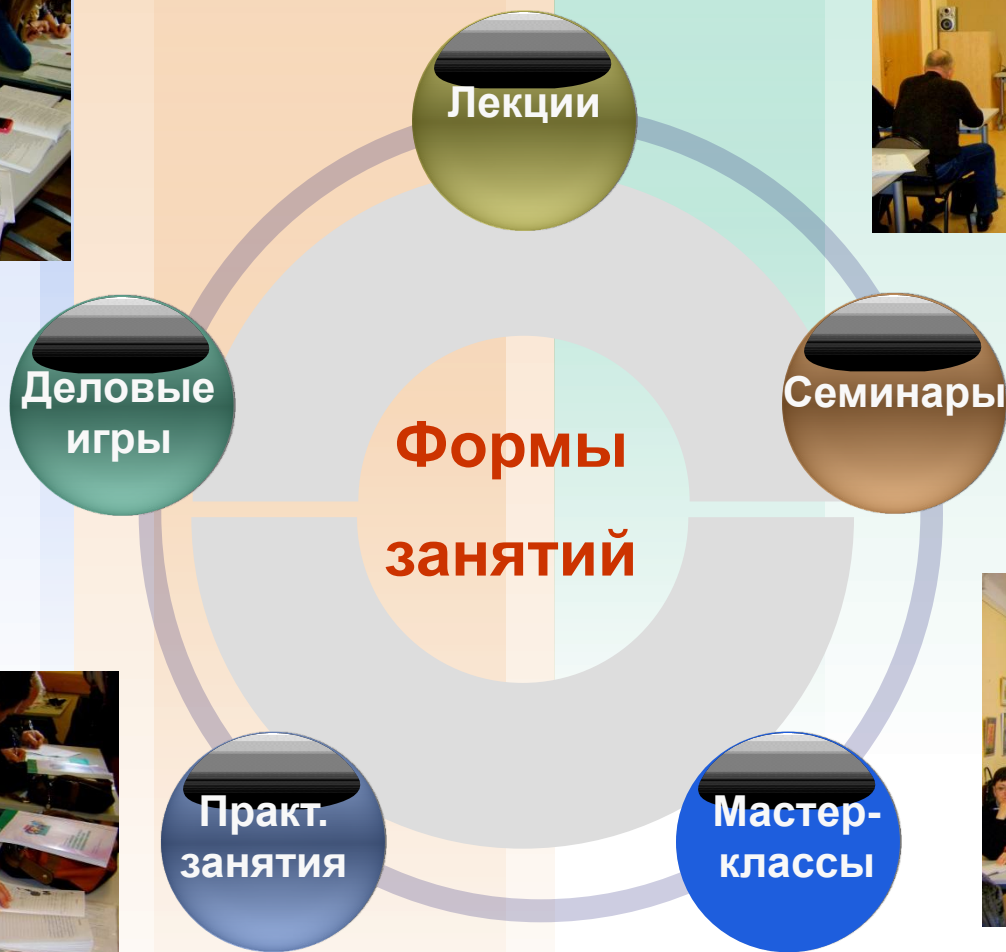 Лекции
Деловые
игры
Семинары
Формы
занятий
Практ.
занятия
Мастер-
классы